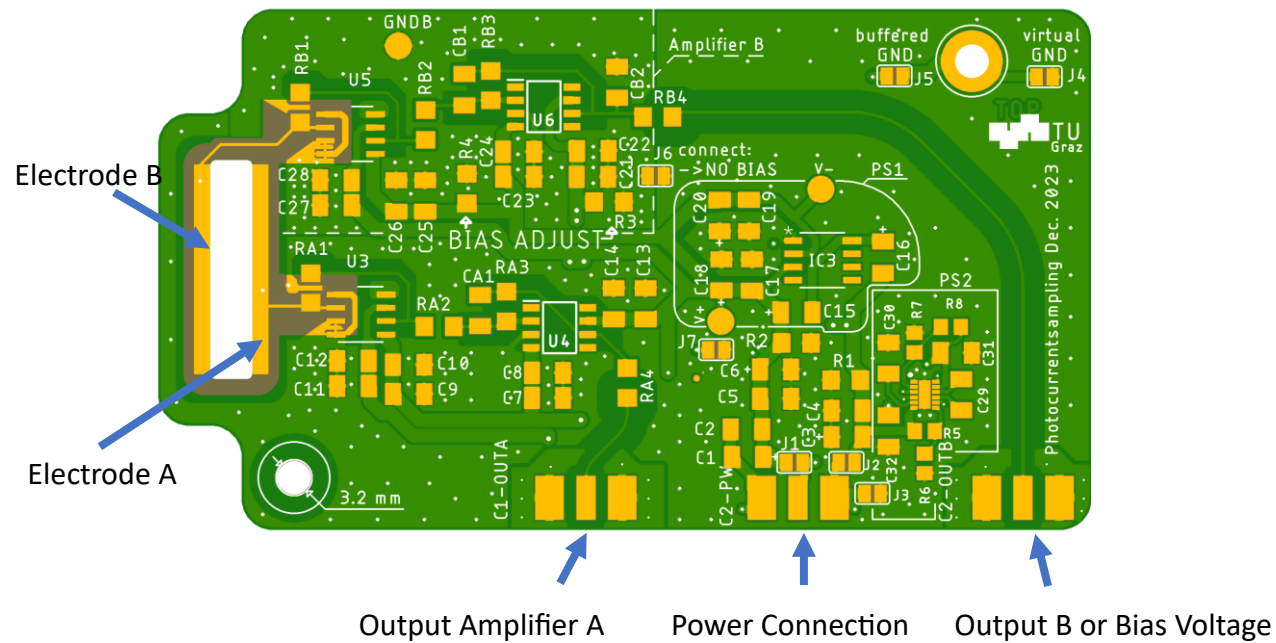 GNDB
RB1
U5
RB2
CB1
RB3
U6
CB2
RB4
Amplifier B
buffered
GND
J5
virtual
GND
J4
TOP
TU
Graz
Electrode B
C28
C27
C26
C25
R4
C24
C23
C22
C21
R3
J6
connect:
->NO BIAS
V-
PS1
BIAS ADJUST
C20
C19
C18
C17
*
IC3
C16
C14
C13
RA1
U3
RA2
CA1
RA3
U4
RA4
V+
C15
R2
J7
PS2
C30
R7
R8
C31
C29
R5
R6
C32
C12
C11
C10
C9
C8
C7
C6
C5
R1
C4
C3
C2
C1
J1
J2
J3
Electrode A
3.2 mm
C1-OUTA
C2-PW
C2-OUTB
Photocurrentsampling Dec. 2023
Output Amplifier A
Power Connection
Output B or Bias Voltage